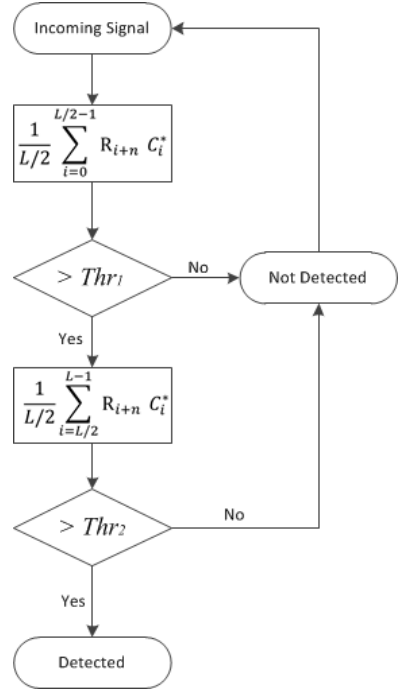 Incoming Signal
L/2−1
1/L/2 ∑ R_{i+n} C_i^*
i=0
> Thr₁
No
Not Detected
Yes
L−1
1/L/2 ∑ R_{i+n} C_i^*
i=L/2
> Thr₂
No
Yes
Detected